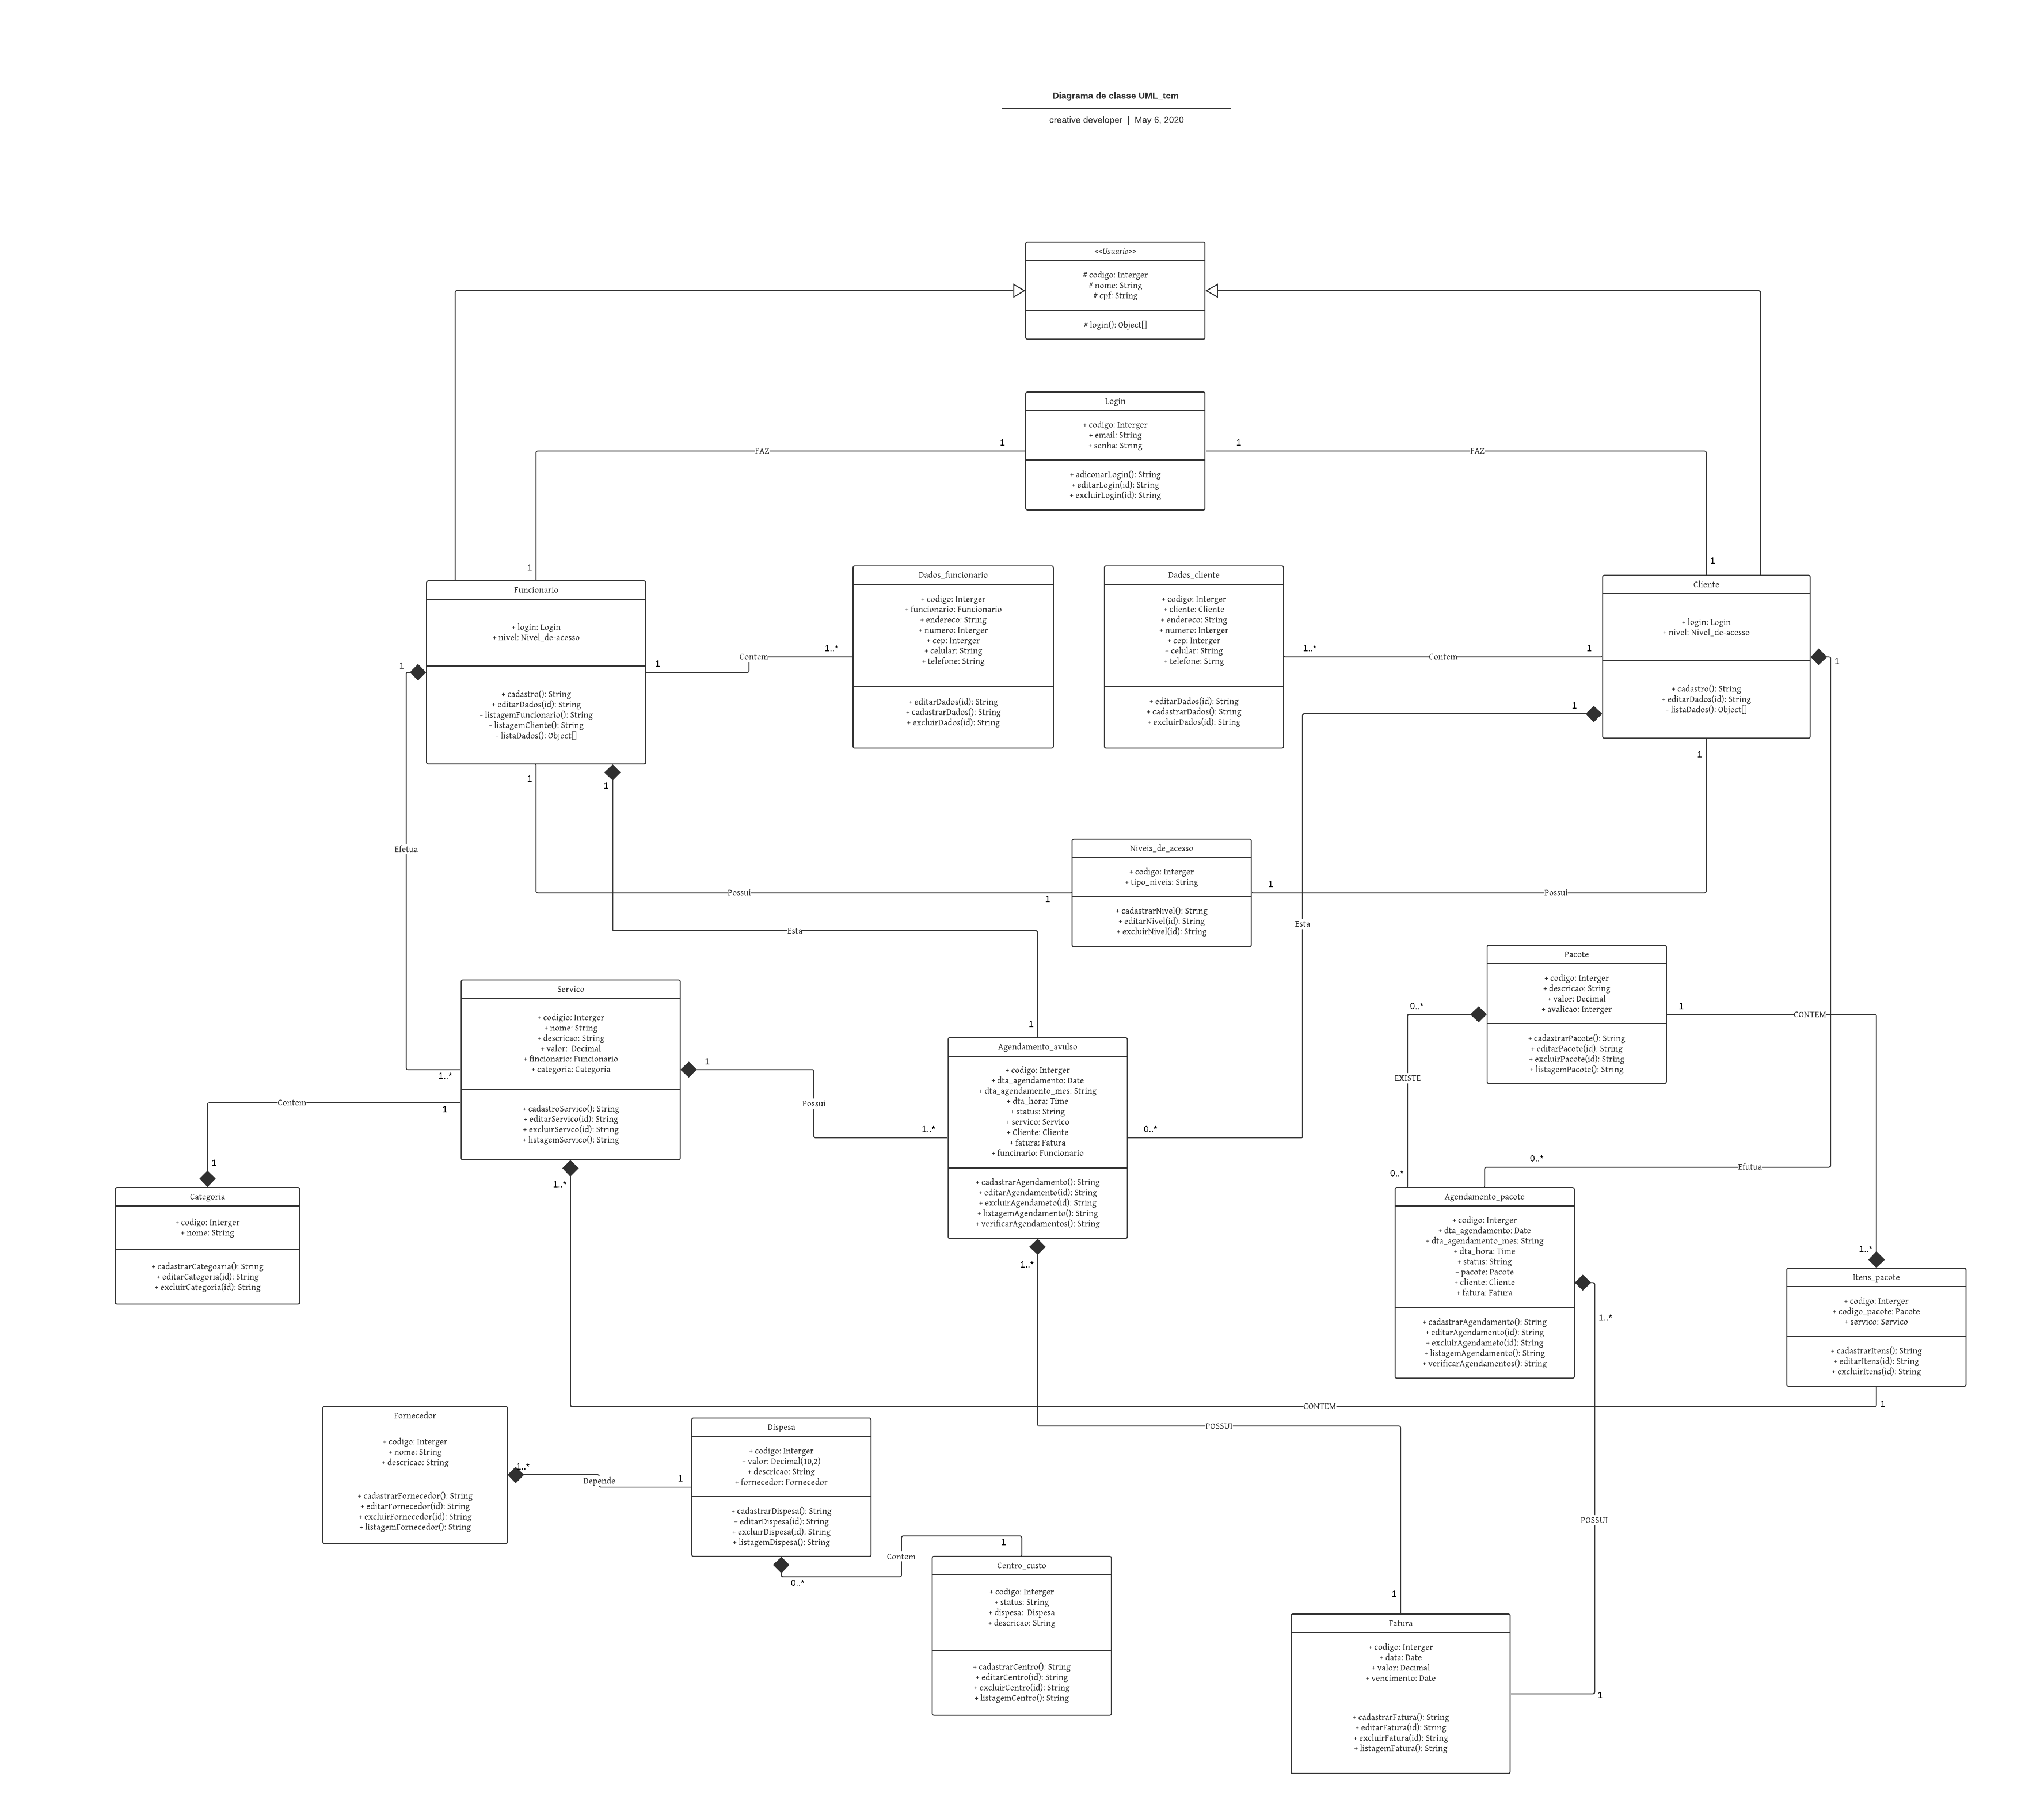 Diagrama de classe UML_tcm
creative developer | May 6, 2020
<<Usuario>>
# codigo: Interger
# nome: String
# cpf: String
# login(): Object[]
Login
+ codigo: Interger
+ email: String
+ senha: String
+ adiconarLogin(): String
+ editarLogin(id): String
+ excluirLogin(id): String
1
FAZ
1
1
FAZ
1
Funcionario
+ login: Login
+ nivel: Nivel_de-acesso
+ cadastro(): String
+ editarDados(id): String
- listagemFuncionario(): String
- listagemCliente(): String
- listaDados(): Object[]
1
Contem
1..*
Dados_funcionario
+ codigo: Interger
+ funcionario: Funcionario
+ endereco: String
+ numero: Interger
+ cep: Interger
+ celular: String
+ telefone: String
+ editarDados(id): String
+ cadastrarDados(): String
+ excluirDados(id): String
Dados_cliente
+ codigo: Interger
+ cliente: Cliente
+ endereco: String
+ numero: Interger
+ cep: Interger
+ celular: String
+ telefone: Strng
+ editarDados(id): String
+ cadastrarDados(): String
+ excluirDados(id): String
1..*
Contem
1
Cliente
+ login: Login
+ nivel: Nivel_de-acesso
+ cadastro(): String
+ editarDados(id): String
- listaDados(): Object[]
1
1
1
1
1
1
Efetua
1..*
Niveis_de_acesso
+ codigo: Interger
+ tipo_niveis: String
+ cadastrarNivel(): String
+ editarNivel(id): String
+ excluirNivel(id): String
Possui
1
1
Possui
Esta
1
Esta
0..*
Servico
+ codigio: Interger
+ nome: String
+ descricao: String
+ valor:  Decimal
+ fincionario: Funcionario
+ categoria: Categoria
+ cadastroServico(): String
+ editarServico(id): String
+ excluirServco(id): String
+ listagemServico(): String
1
Possui
1..*
Agendamento_avulso
+ codigo: Interger
+ dta_agendamento: Date
+ dta_agendamento_mes: String
+ dta_hora: Time
+ status: String
+ servico: Servico
+ Cliente: Cliente
+ fatura: Fatura
+ funcinario: Funcionario
+ cadastrarAgendamento(): String
+ editarAgendamento(id): String
+ excluirAgendameto(id): String
+ listagemAgendamento(): String
+ verificarAgendamentos(): String
Pacote
+ codigo: Interger
+ descricao: String
+ valor: Decimal
+ avalicao: Interger
+ cadastrarPacote(): String
+ editarPacote(id): String
+ excluirPacote(id): String
+ listagemPacote(): String
0..*
EXISTE
0..*
1
CONTEM
1..*
0..*
Efutua
Contem
1
1
Categoria
+ codigo: Interger
+ nome: String
+ cadastrarCategoaria(): String
+ editarCategoria(id): String
+ excluirCategoria(id): String
Agendamento_pacote
+ codigo: Interger
+ dta_agendamento: Date
+ dta_agendamento_mes: String
+ dta_hora: Time
+ status: String
+ pacote: Pacote
+ cliente: Cliente
+ fatura: Fatura
+ cadastrarAgendamento(): String
+ editarAgendamento(id): String
+ excluirAgendameto(id): String
+ listagemAgendamento(): String
+ verificarAgendamentos(): String
Itens_pacote
+ codigo: Interger
+ codigo_pacote: Pacote
+ servico: Servico
+ cadastrarItens(): String
+ editarItens(id): String
+ excluirItens(id): String
1..*
CONTEM
1
1..*
POSSUI
1
1..*
POSSUI
1
Fornecedor
+ codigo: Interger
+ nome: String
+ descricao: String
+ cadastrarFornecedor(): String
+ editarFornecedor(id): String
+ excluirFornecedor(id): String
+ listagemFornecedor(): String
1..*
Depende
1
Dispesa
+ codigo: Interger
+ valor: Decimal(10,2)
+ descricao: String
+ fornecedor: Fornecedor
+ cadastrarDispesa(): String
+ editarDispesa(id): String
+ excluirDispesa(id): String
+ listagemDispesa(): String
0..*
Contem
1
Centro_custo
+ codigo: Interger
+ status: String
+ dispesa:  Dispesa
+ descricao: String
+ cadastrarCentro(): String
+ editarCentro(id): String
+ excluirCentro(id): String
+ listagemCentro(): String
Fatura
+ codigo: Interger
+ data: Date
+ valor: Decimal
+ vencimento: Date
+ cadastrarFatura(): String
+ editarFatura(id): String
+ excluirFatura(id): String
+ listagemFatura(): String